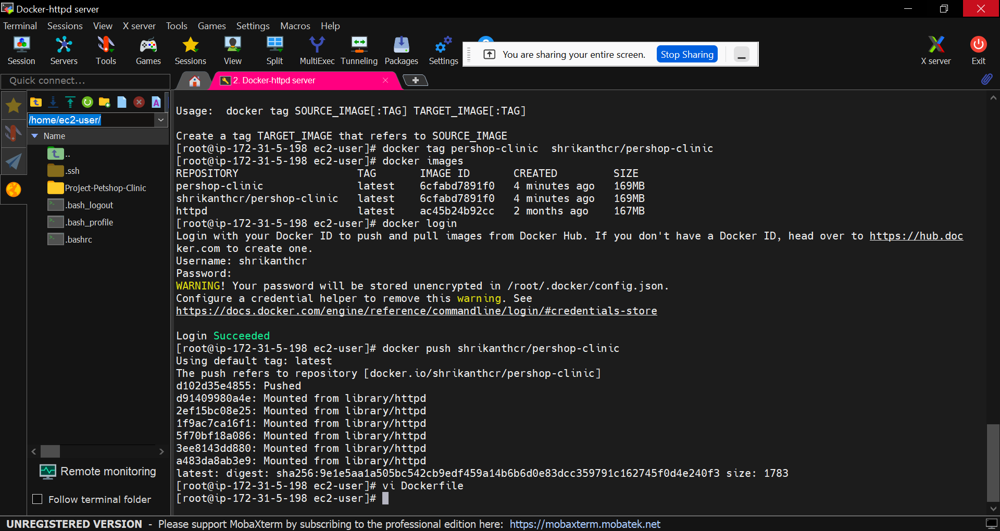 Docker-httpd server
Terminal Sessions View X server Tools Games Settings Macros Help
Session Servers Tools Games Sessions View Split MultiExec Tunneling Packages Settings
You are sharing your entire screen. Stop Sharing
X server Exit
Quick connect...
2. Docker-httpd server
/home/ec2-user/
Name
..
.ssh
Project-Petshop-Clinic
.bash_logout
.bash_profile
.bashrc
Remote monitoring
Follow terminal folder
Usage:  docker tag SOURCE_IMAGE[:TAG] TARGET_IMAGE[:TAG]
Create a tag TARGET_IMAGE that refers to SOURCE_IMAGE
[root@ip-172-31-5-198 ec2-user]# docker tag pershop-clinic  shrikanthcr/pershop-clinic
[root@ip-172-31-5-198 ec2-user]# docker images
REPOSITORY                   TAG       IMAGE ID       CREATED         SIZE
pershop-clinic               latest    6cfabd7891f0   4 minutes ago   169MB
shrikanthcr/pershop-clinic   latest    6cfabd7891f0   4 minutes ago   169MB
httpd                        latest    ac45b24b92cc   2 months ago    167MB
[root@ip-172-31-5-198 ec2-user]# docker login
Login with your Docker ID to push and pull images from Docker Hub. If you don't have a Docker ID, head over to https://hub.doc
ker.com to create one.
Username: shrikanthcr
Password:
WARNING! Your password will be stored unencrypted in /root/.docker/config.json.
Configure a credential helper to remove this warning. See
https://docs.docker.com/engine/reference/commandline/login/#credentials-store
Login Succeeded
[root@ip-172-31-5-198 ec2-user]# docker push shrikanthcr/pershop-clinic
Using default tag: latest
The push refers to repository [docker.io/shrikanthcr/pershop-clinic]
d102d35e4855: Pushed
d91409980a4e: Mounted from library/httpd
2ef15bc08e25: Mounted from library/httpd
1f9ac7ca16f1: Mounted from library/httpd
5f70bf18a086: Mounted from library/httpd
3ee8143dd880: Mounted from library/httpd
a483da8ab3e9: Mounted from library/httpd
latest: digest: sha256:9e1e5aa1a505bc542cb9edf459a14b6b6d0e83dcc359791c162745f0d4e240f3 size: 1783
[root@ip-172-31-5-198 ec2-user]# vi Dockerfile
[root@ip-172-31-5-198 ec2-user]#
UNREGISTERED VERSION - Please support MobaXterm by subscribing to the professional edition here: https://mobaxterm.mobatek.net